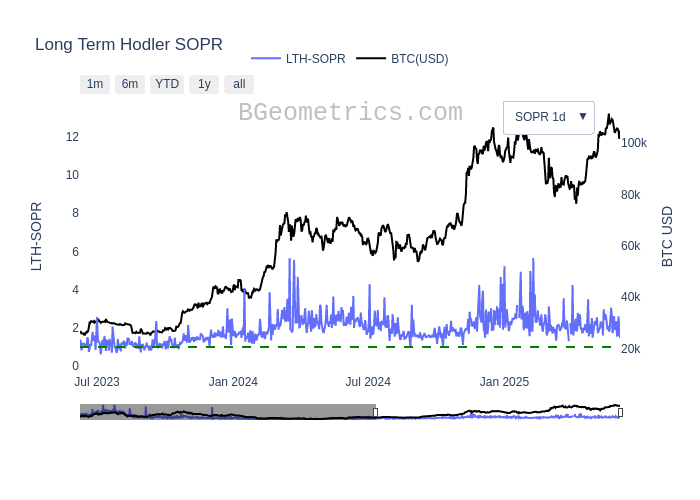 Long Term Hodler SOPR
LTH-SOPR BTC(USD)
1m 6m YTD 1y all
BGeometrics.com
SOPR 1d ▼
12
10
8
6
4
2
0
LTH-SOPR
100k
80k
60k
40k
20k
BTC USD
Jul 2023 Jan 2024 Jul 2024 Jan 2025